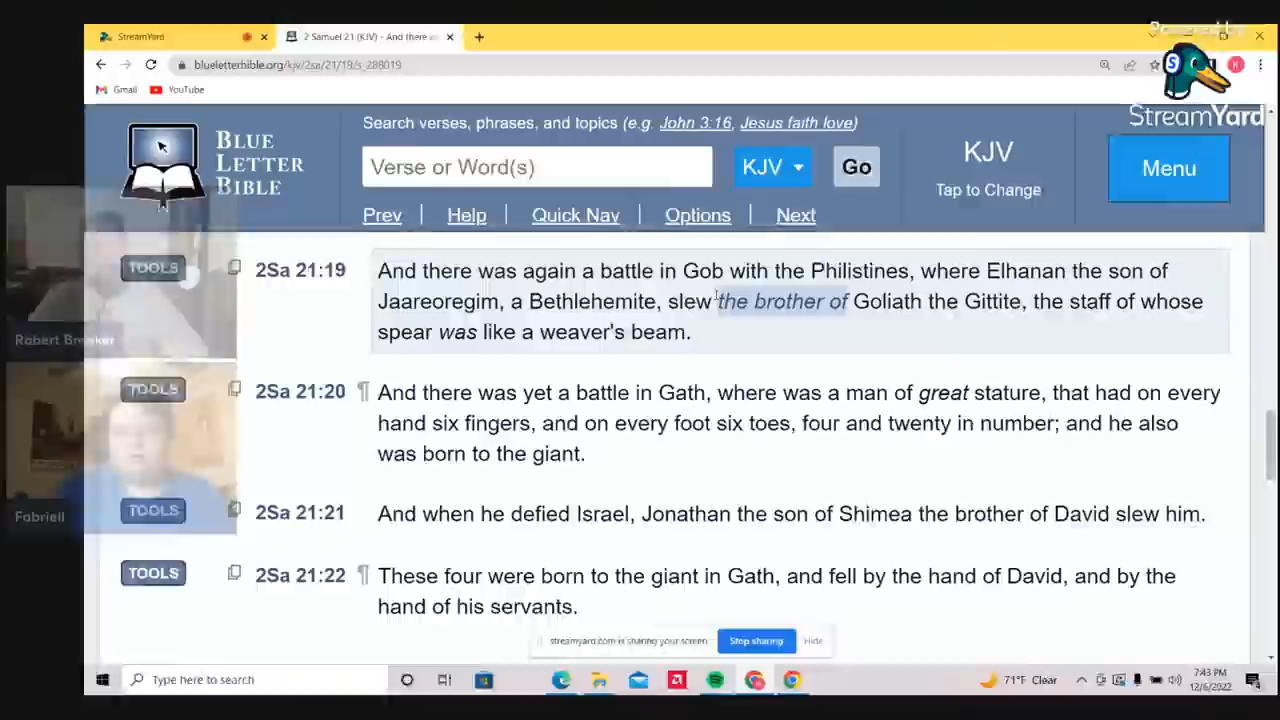 StreamYard
2 Samuel 21 (KJV) - And there
blueletterbible.org/kjv/2sa/21/19/s_288019
Gmail
YouTube
StreamYard
BLUE
LETTER
BIBLE
Search verses, phrases, and topics (e.g. John 3:16, Jesus faith love)
Verse or Word(s)
KJV
Go
KJV
Tap to Change
Menu
Prev | Help | Quick Nav | Options | Next
TOOLS 2Sa 21:19 And there was again a battle in Gob with the Philistines, where Elhanan the son of
Jaareoregim, a Bethlehemite, slew the brother of Goliath the Gittite, the staff of whose
spear was like a weaver's beam.
Robert Breaker
TOOLS 2Sa 21:20 ¶ And there was yet a battle in Gath, where was a man of great stature, that had on every
hand six fingers, and on every foot six toes, four and twenty in number; and he also
was born to the giant.
Fabriell
TOOLS 2Sa 21:21 And when he defied Israel, Jonathan the son of Shimea the brother of David slew him.
TOOLS 2Sa 21:22 ¶ These four were born to the giant in Gath, and fell by the hand of David, and by the
hand of his servants.
streamyard.com is sharing your screen.
Stop sharing
Hide
Type here to search
71°F Clear
7:43 PM
12/6/2022